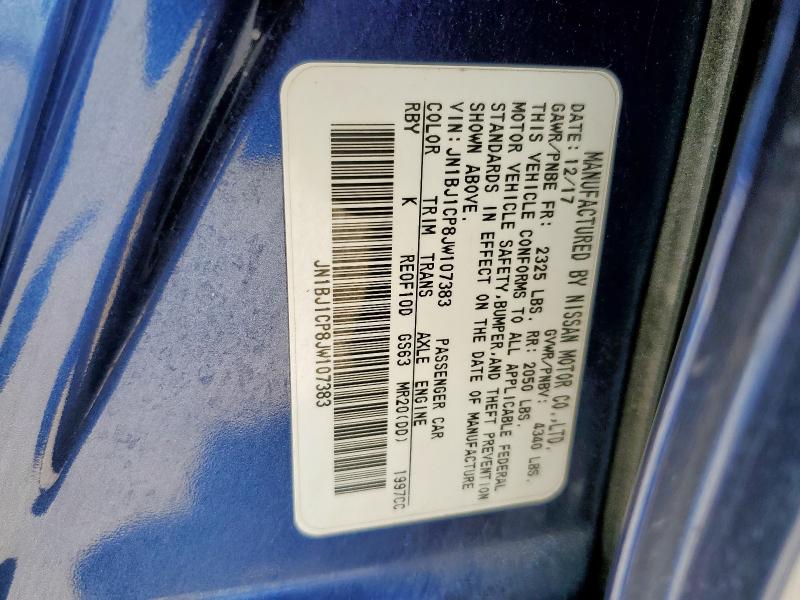 MANUFACTURED BY NISSAN MOTOR CO.,LTD.
DATE: 12/17 GVWR/PNBV: 4340 LBS.
GAWR/PNBE FR: 2325 LBS. RR: 2050 LBS.
THIS VEHICLE CONFORMS TO ALL APPLICABLE FEDERAL
MOTOR VEHICLE SAFETY,BUMPER,AND THEFT PREVENTION
STANDARDS IN EFFECT ON THE DATE OF MANUFACTURE
SHOWN ABOVE.
VIN: JN1BJ1CP8JW107383 PASSENGER CAR
COLOR TRIM TRANS AXLE ENGINE
RBY K RE0F10D GS63 MR20(DD) 1997CC
JN1BJ1CP8JW107383